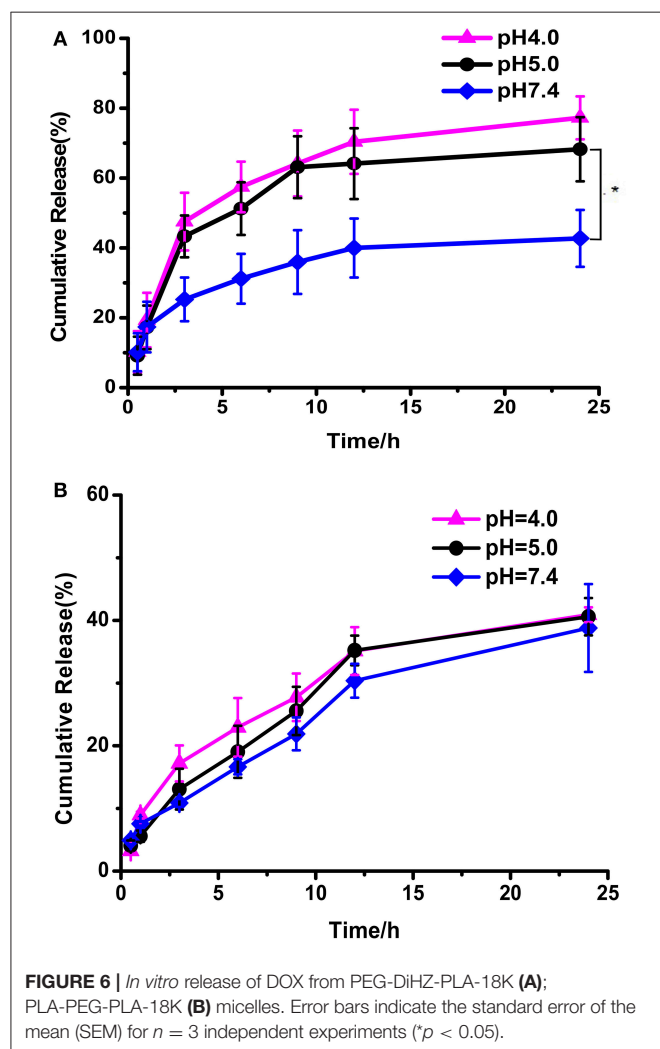 A
pH4.0
pH5.0
pH7.4
100
80
60
40
20
0
*
Cumulative Release(%)
0 5 10 15 20 25
Time/h
B
pH=4.0
pH=5.0
pH=7.4
60
40
20
0
Cumulative Release(%)
0 5 10 15 20 25
Time/h
FIGURE 6 | In vitro release of DOX from PEG-DiHZ-PLA-18K (A);
PLA-PEG-PLA-18K (B) micelles. Error bars indicate the standard error of the
mean (SEM) for n = 3 independent experiments (*p < 0.05).